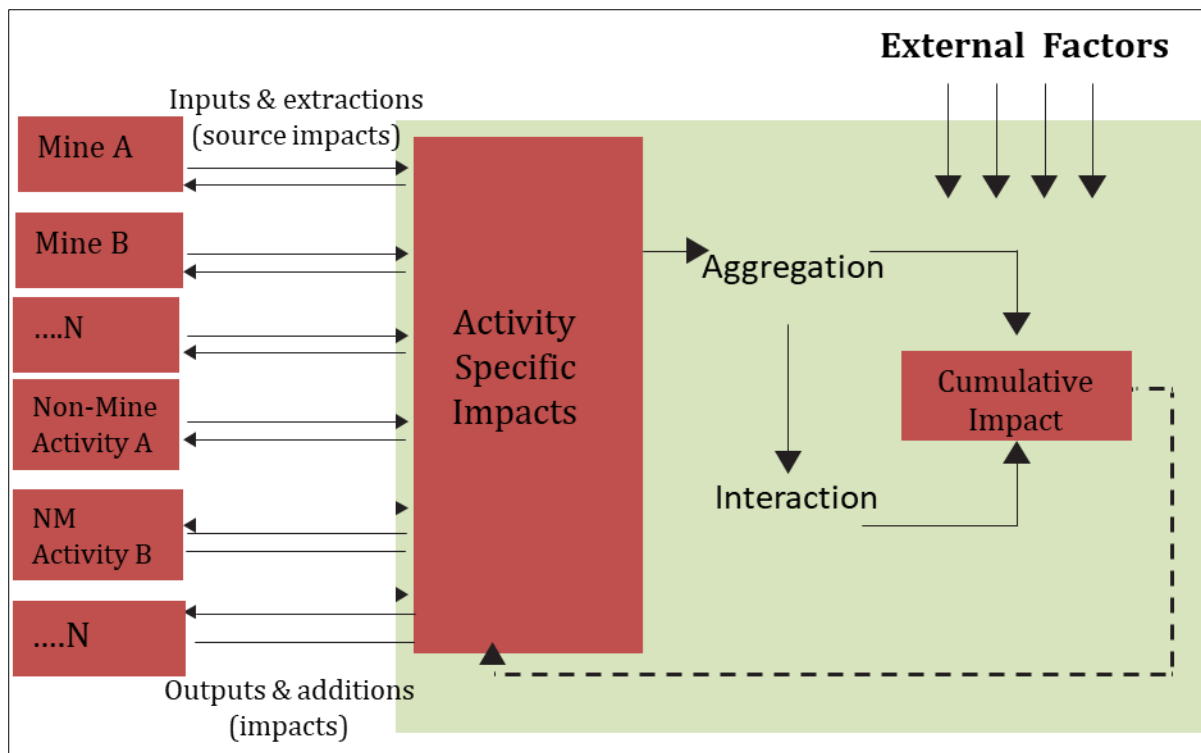 External Factors
Inputs & extractions
(source impacts)
Mine A
Mine B
....N
Non-Mine
Activity A
NM
Activity B
....N
Outputs & additions
(impacts)
Activity
Specific
Impacts
Aggregation
Interaction
Cumulative
Impact